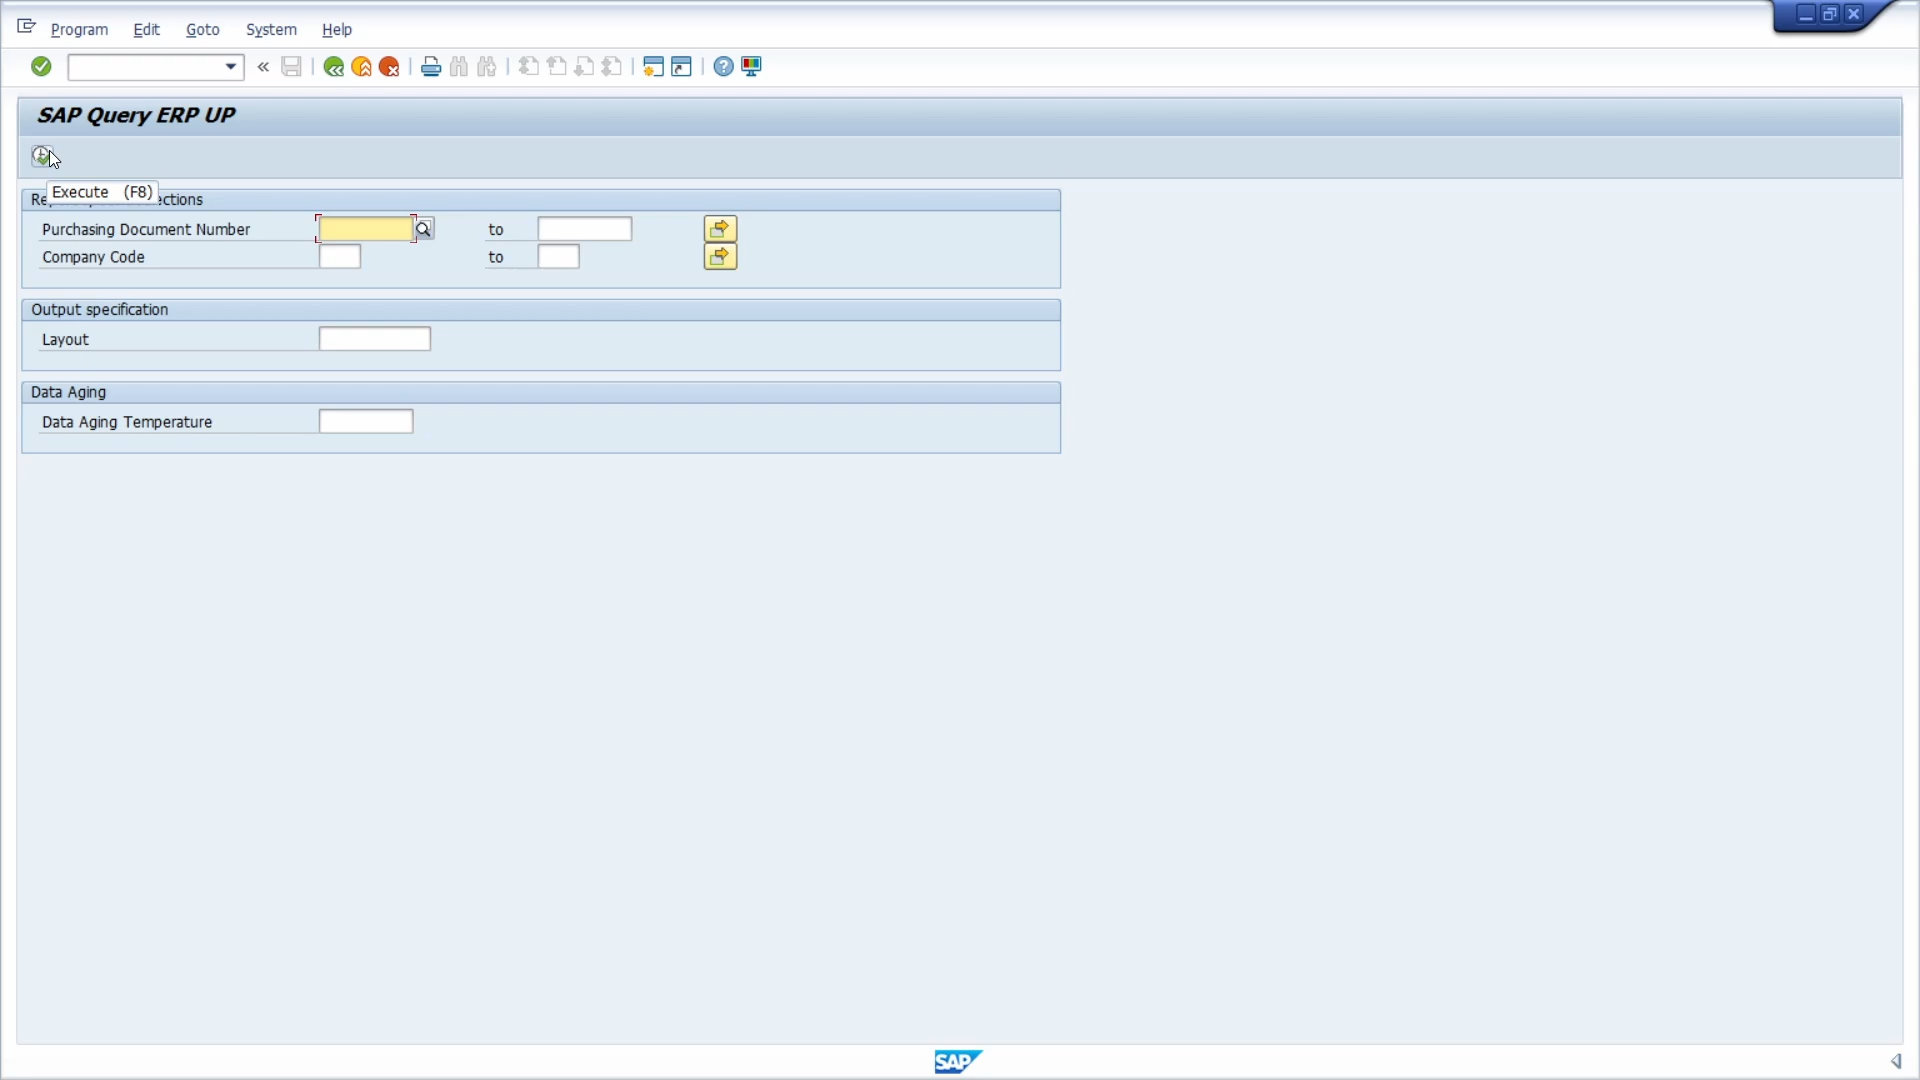 Program Edit Goto System Help
SAP Query ERP UP
Execute (F8)
Purchasing Document Number to
Company Code to
Output specification
Layout
Data Aging
Data Aging Temperature
SAP